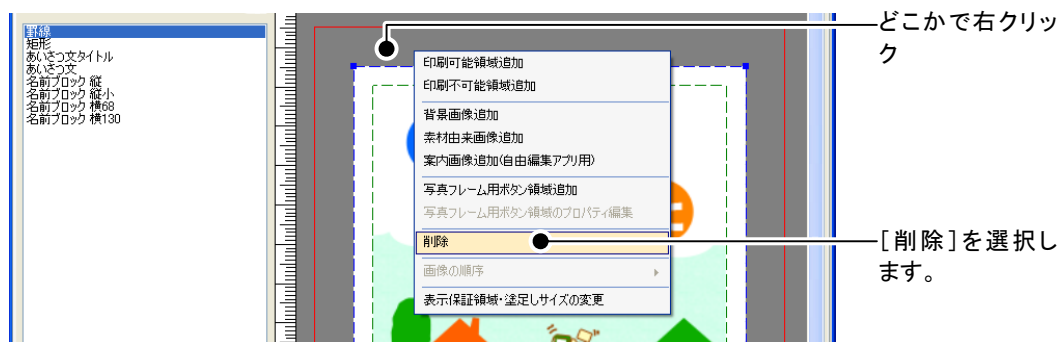 罫線
矩形
あいさつ文タイトル
あいさつ文
名前ブロック 縦
名前ブロック 縦小
名前ブロック 横68
名前ブロック 横130
印刷可能領域追加
印刷不可能領域追加
背景画像追加
素材由来画像追加
案内画像追加(自由編集アプリ用)
写真フレーム用ボタン領域追加
写真フレーム用ボタン領域のプロパティ編集
削除
画像の順序
表示保証領域・塗足しサイズの変更
どこかで右クリッ
ク
[削除]を選択し
ます。